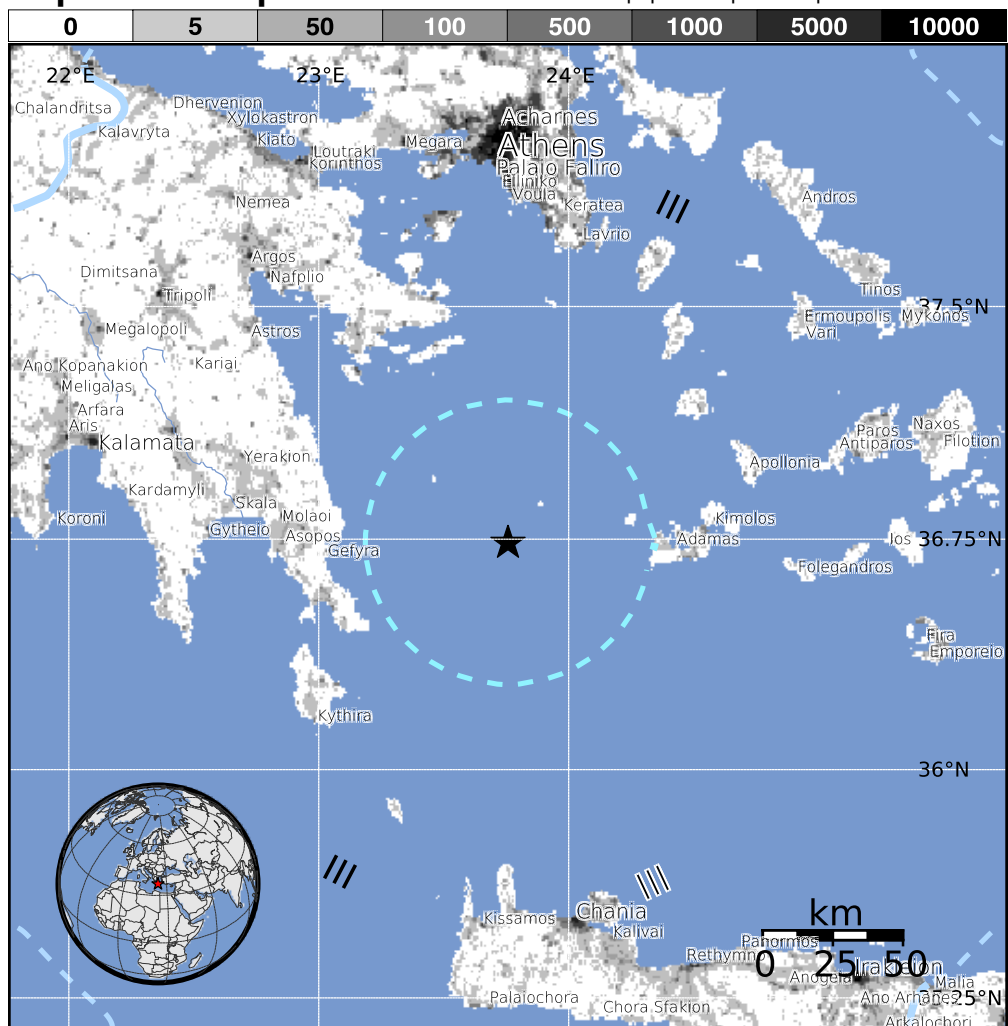 0 5 50 100 500 1000 5000 10000
22°E 23°E 24°E
Chalandritsa
Dhervenion
Xylokastron
Acharnes
Kalavryta
Kiato
Megara
Athens
Loutraki
Korinthos
Palaio Faliro
Elliniko
Voula
Nemea
Keratea
Andros
Lavrio
Argos
Dimitsana
Nafplio
Tripoli
Tinos
37.5°N
Megalopoli
Astros
Ermoupolis
Mykonos
Vari
Ano Kopanakion
Kariai
Meligalas
Arfara
Aris
Kalamata
Paros
Naxos
Antiparos
Filotion
Yerakion
Apollonia
Kardamyli
Skala
Koroni
Molaoi
Kimolos
Gytheio
Asopos
Adamas
Ios
36.75°N
Gefyra
Folegandros
Fira
Emporeio
Kythira
36°N
Kissamos
Chania
km
Kalivai
Panormos
Rethymn
0 25 50
Irakleion
Anogeia
Malia
Palaiochora
Chora Sfakion
Ano Arhanes
25°N
Arkalochori